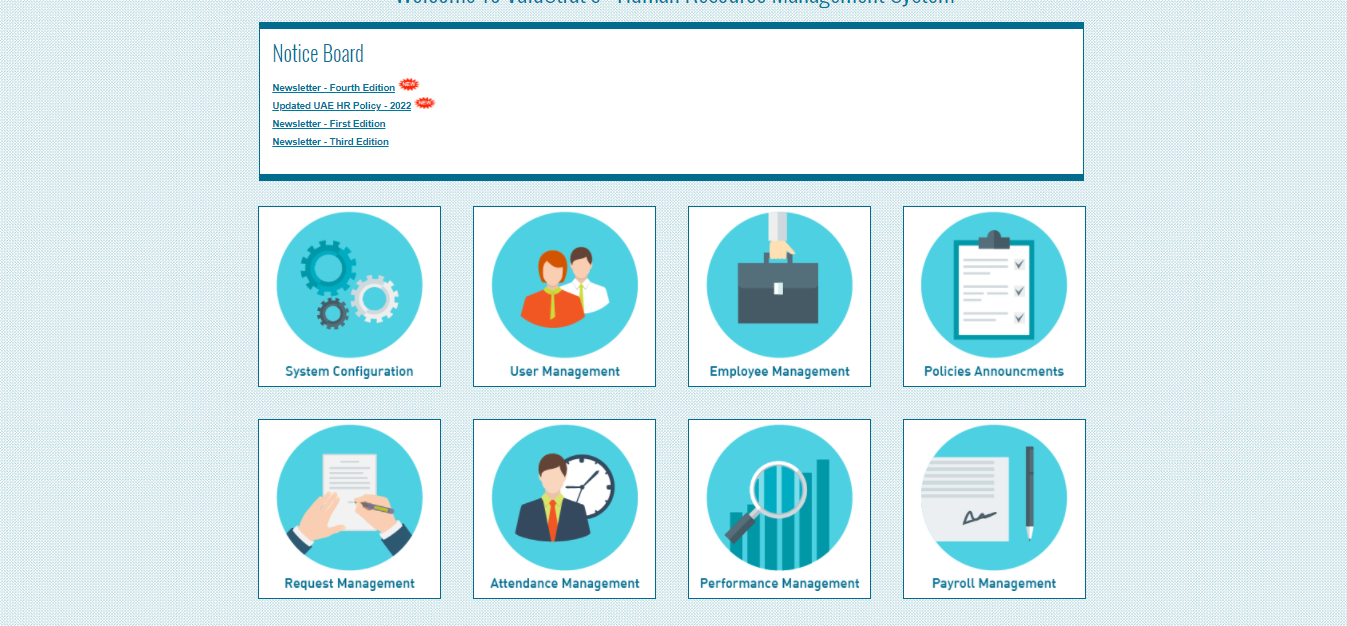 Welcome To ValuStrat's - Human Resource Management System
Notice Board
Newsletter - Fourth Edition NEW
Updated UAE HR Policy - 2022 NEW
Newsletter - First Edition
Newsletter - Third Edition
System Configuration
User Management
Employee Management
Policies Announcments
Request Management
Attendance Management
Performance Management
Payroll Management